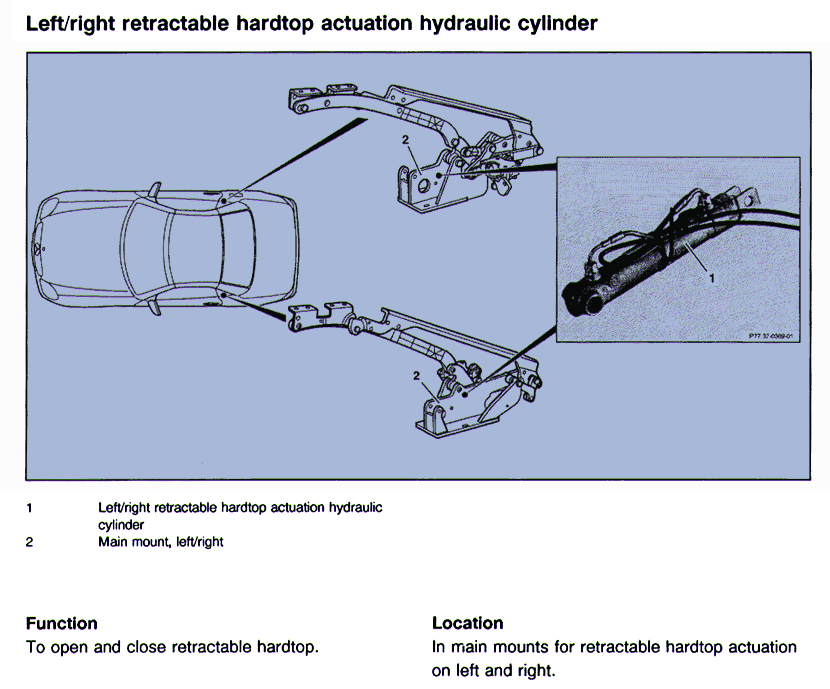 Left/right retractable hardtop actuation hydraulic cylinder
2
1
P77.37-0369-01
2
1 Left/right retractable hardtop actuation hydraulic
cylinder
2 Main mount, left/right
Function
To open and close retractable hardtop.
Location
In main mounts for retractable hardtop actuation
on left and right.